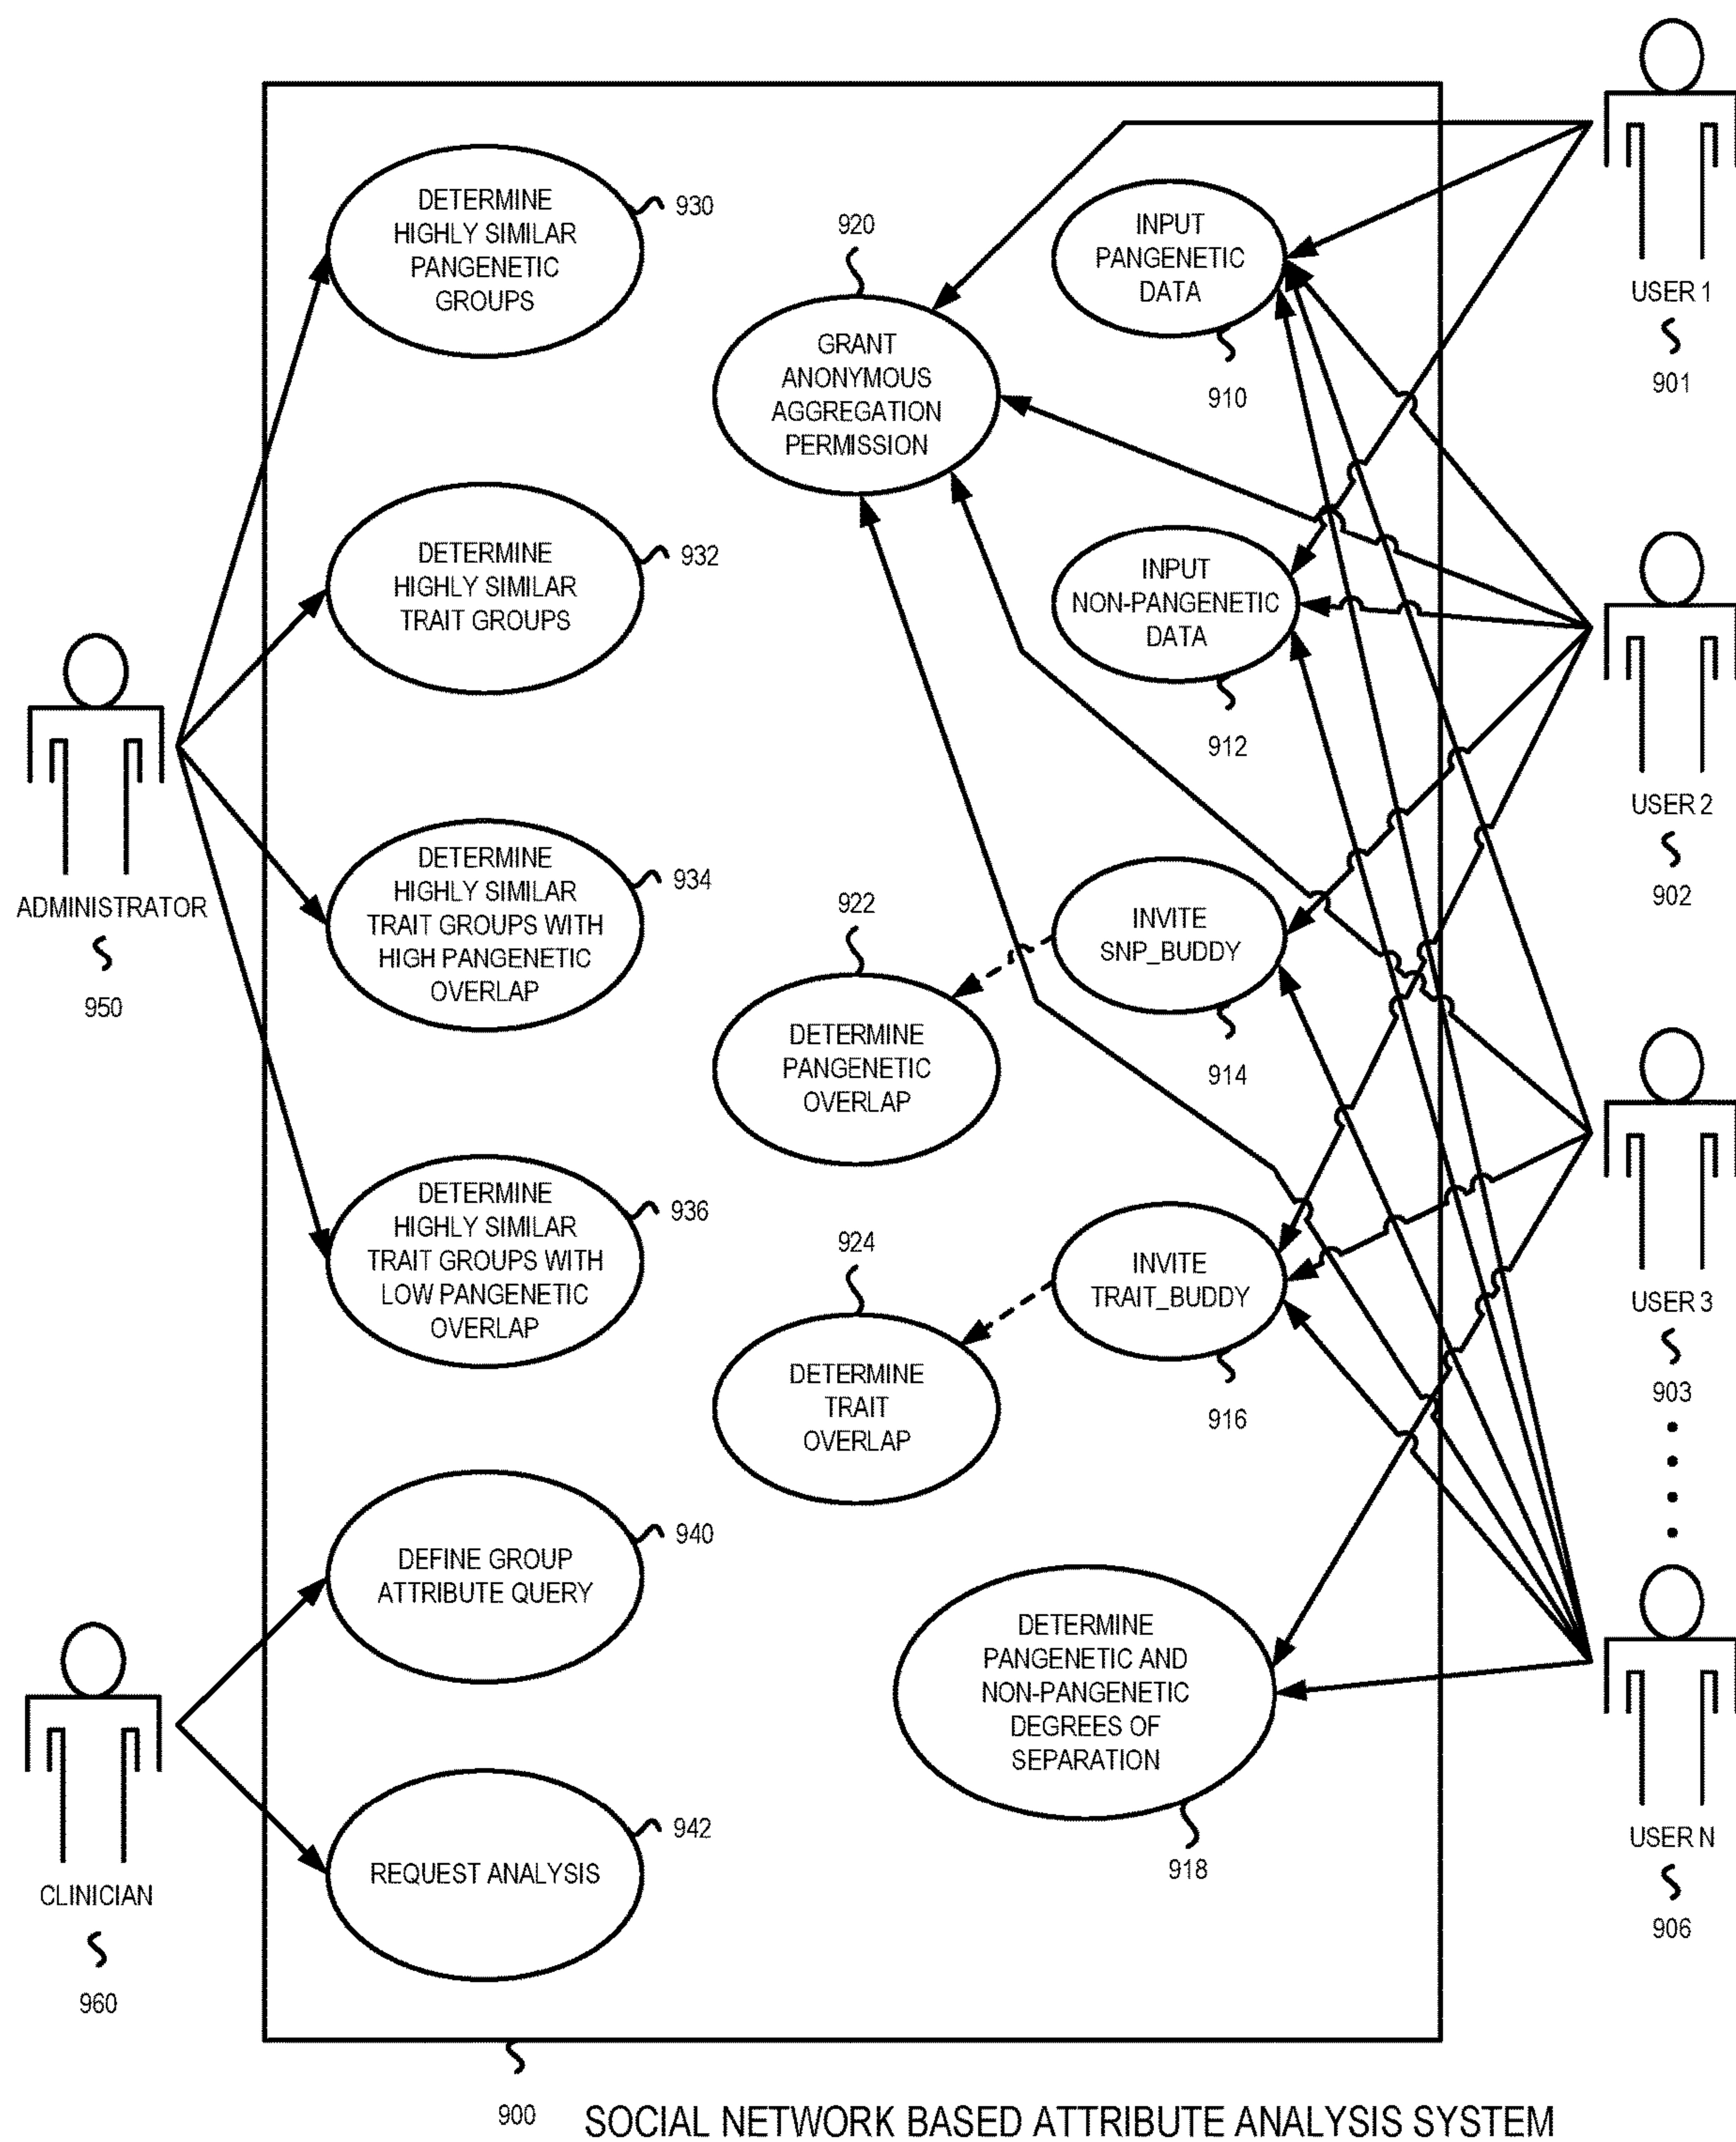 DETERMINE
HIGHLY SIMILAR
PANGENETIC
GROUPS
930
DETERMINE
HIGHLY SIMILAR
TRAIT GROUPS
932
DETERMINE
HIGHLY SIMILAR
TRAIT GROUPS WITH
HIGH PANGENETIC
OVERLAP
934
DETERMINE
HIGHLY SIMILAR
TRAIT GROUPS WITH
LOW PANGENETIC
OVERLAP
936
DEFINE GROUP
ATTRIBUTE QUERY
940
REQUEST ANALYSIS
942
ADMINISTRATOR
950
CLINICIAN
960
920
GRANT
ANONYMOUS
AGGREGATION
PERMISSION
922
DETERMINE
PANGENETIC
OVERLAP
924
DETERMINE
TRAIT
OVERLAP
INPUT
PANGENETIC
DATA
910
INPUT
NON-PANGENETIC
DATA
912
INVITE
SNP_BUDDY
914
INVITE
TRAIT_BUDDY
916
DETERMINE
PANGENETIC AND
NON-PANGENETIC
DEGREES OF
SEPARATION
918
USER 1
901
USER 2
902
USER 3
903
USER N
906
900
SOCIAL NETWORK BASED ATTRIBUTE ANALYSIS SYSTEM